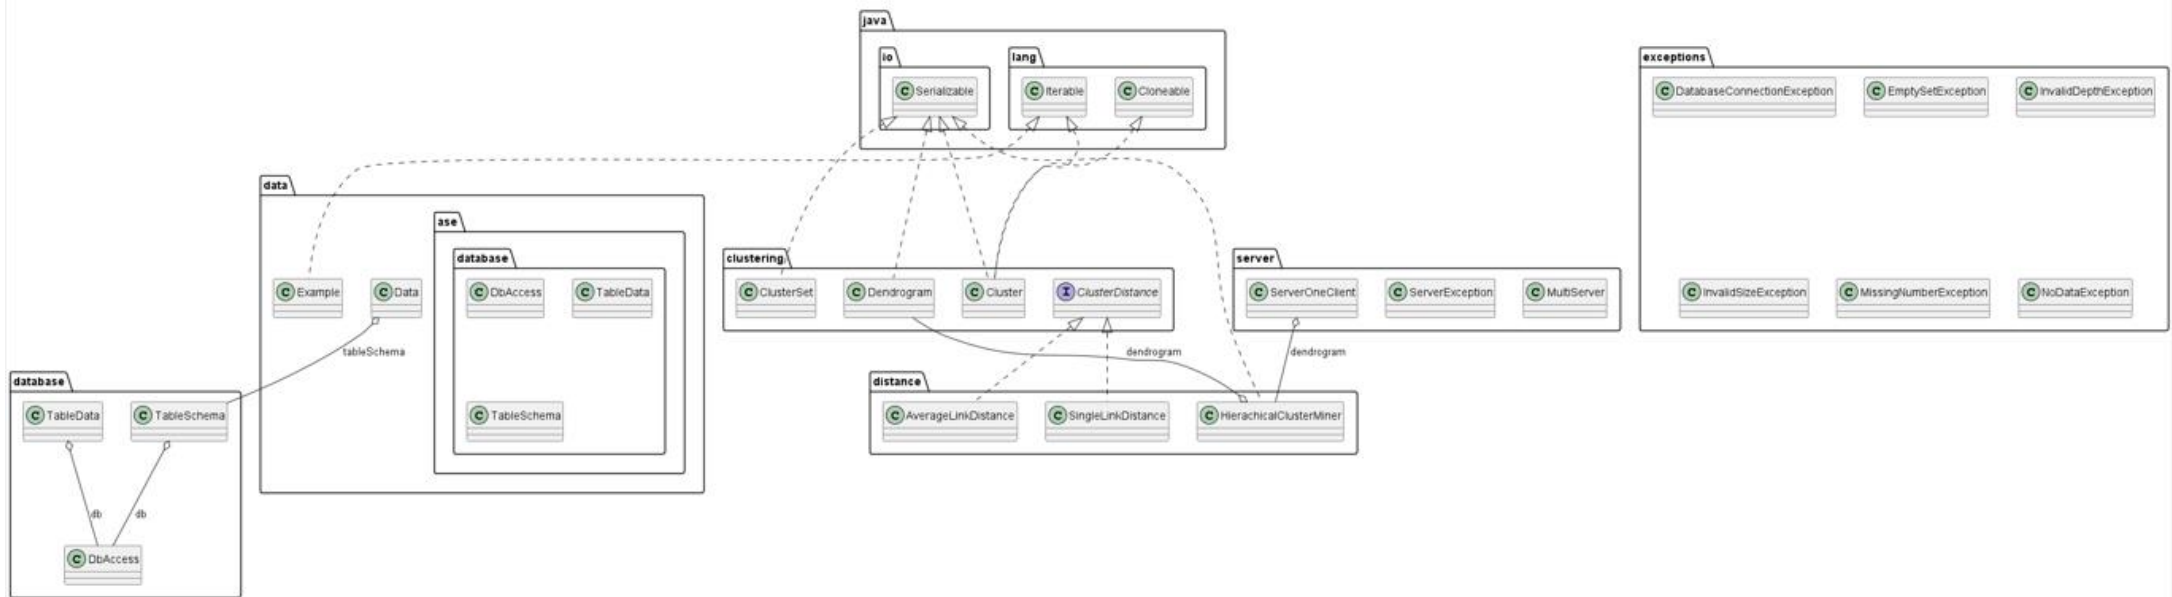 java
io
lang
exceptions
C Serializable
C Iterable
C Cloneable
C DatabaseConnectionException
C EmptySetException
C InvalidDepthException
data
ase
database
clustering
server
C Example
C Data
C DbAccess
C TableData
C ClusterSet
C Dendrogram
C Cluster
I ClusterDistance
C ServerOneClient
C ServerException
C MultiServer
C InvalidSizeException
C MissingNumberException
C NoDataException
tableSchema
dendrogram
dendrogram
database
distance
C TableData
C TableSchema
C TableSchema
C AverageLinkDistance
C SingleLinkDistance
C HierachicalClusterMiner
db
db
C DbAccess